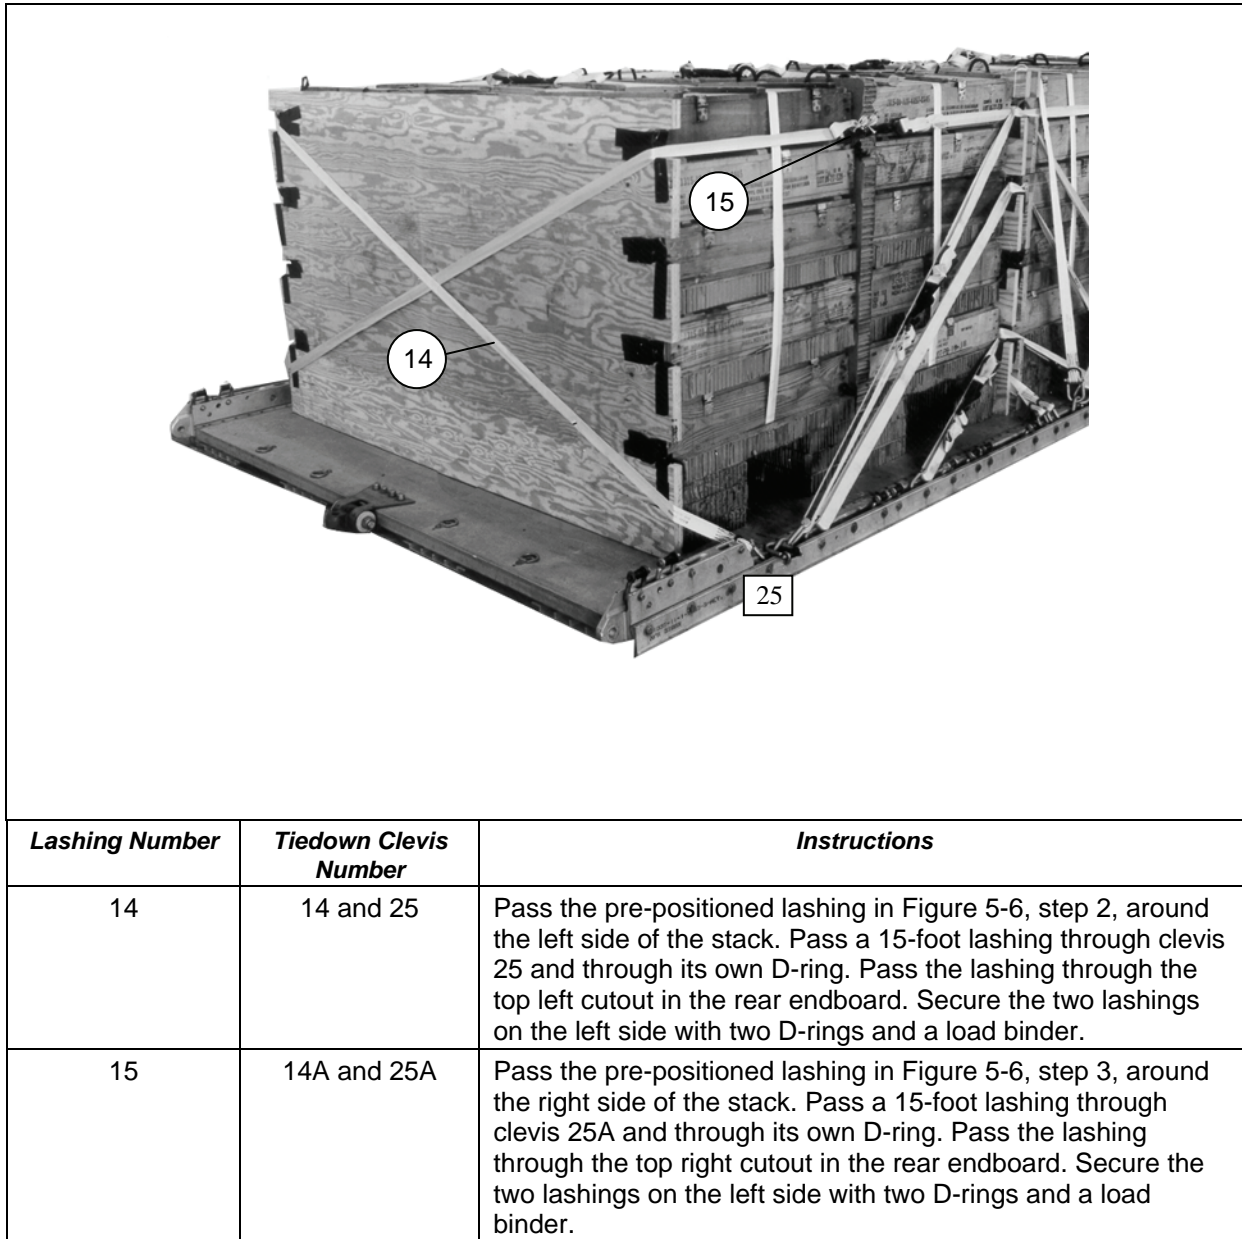 15
14
25
Lashing Number
Tiedown Clevis
Number
Instructions
14
14 and 25
Pass the pre-positioned lashing in Figure 5-6, step 2, around
the left side of the stack. Pass a 15-foot lashing through clevis
25 and through its own D-ring. Pass the lashing through the
top left cutout in the rear endboard. Secure the two lashings
on the left side with two D-rings and a load binder.
15
14A and 25A
Pass the pre-positioned lashing in Figure 5-6, step 3, around
the right side of the stack. Pass a 15-foot lashing through
clevis 25A and through its own D-ring. Pass the lashing
through the top right cutout in the rear endboard. Secure the
two lashings on the left side with two D-rings and a load
binder.